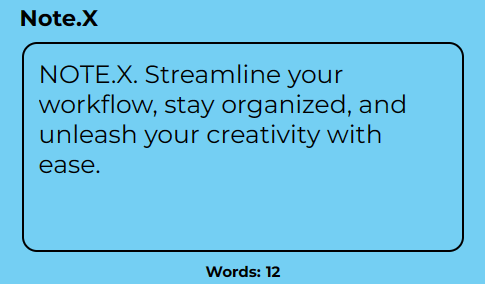 Note.X
NOTE.X. Streamline your
workflow, stay organized, and
unleash your creativity with
ease.
Words: 12